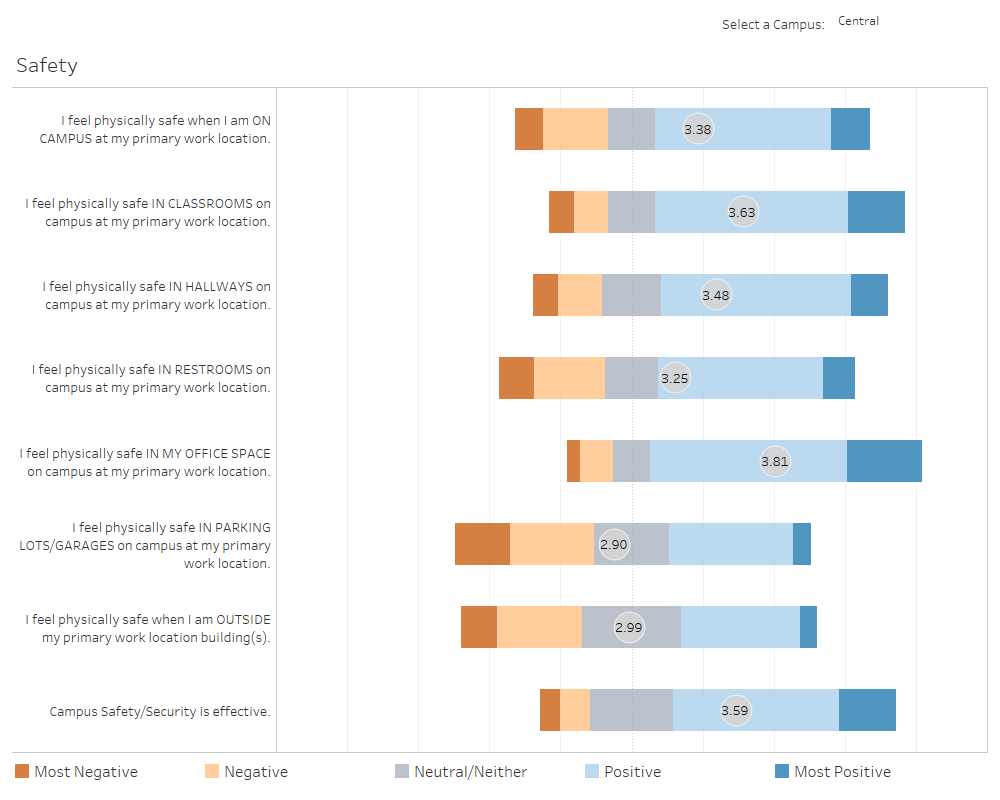 Select a Campus: Central
Safety
I feel physically safe when I am ON
CAMPUS at my primary work location.
3.38
I feel physically safe IN CLASSROOMS on
campus at my primary work location.
3.63
I feel physically safe IN HALLWAYS on
campus at my primary work location.
3.48
I feel physically safe IN RESTROOMS on
campus at my primary work location.
3.25
I feel physically safe IN MY OFFICE SPACE
on campus at my primary work location.
3.81
I feel physically safe IN PARKING
LOTS/GARAGES on campus at my primary
work location.
2.90
I feel physically safe when I am OUTSIDE
my primary work location building(s).
2.99
Campus Safety/Security is effective.
3.59
Most Negative Negative Neutral/Neither Positive Most Positive